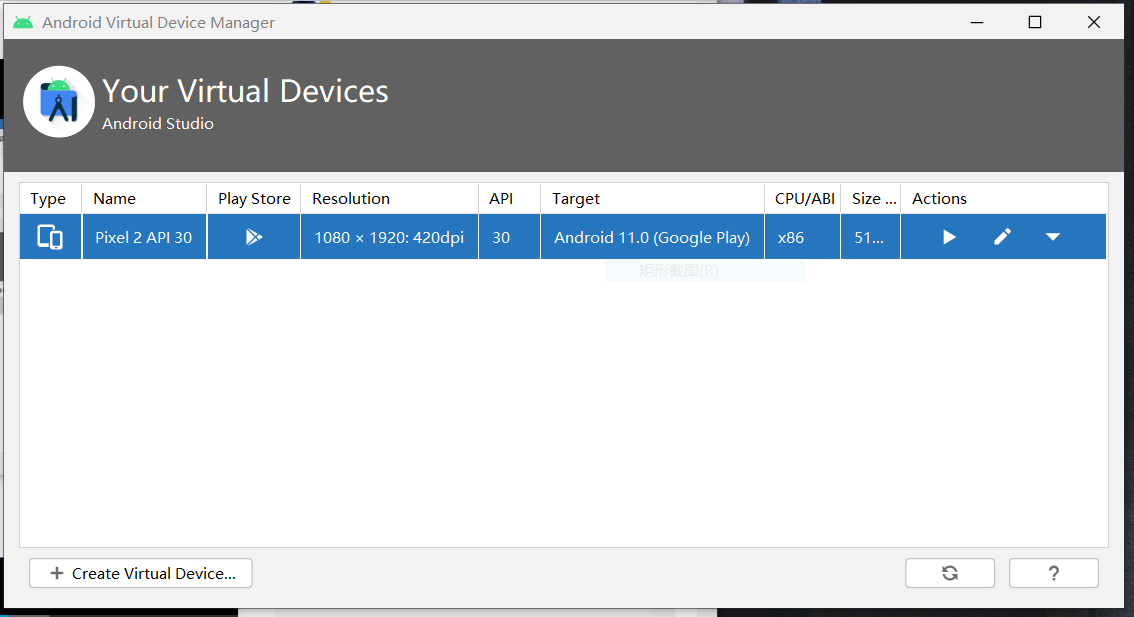 Android Virtual Device Manager
Your Virtual Devices
Android Studio
Type Name Play Store Resolution API Target CPU/ABI Size ... Actions
Pixel 2 API 30 1080 × 1920: 420dpi 30 Android 11.0 (Google Play) x86 51...
矩形截图(R)
+ Create Virtual Device... ?